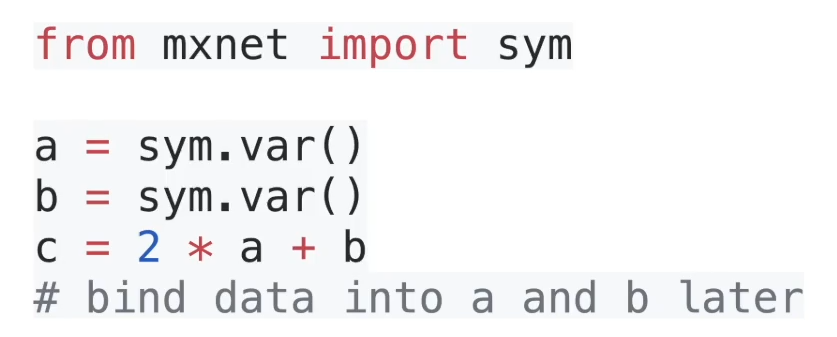 from mxnet import sym
a = sym.var()
b = sym.var()
c = 2 * a + b
# bind data into a and b later